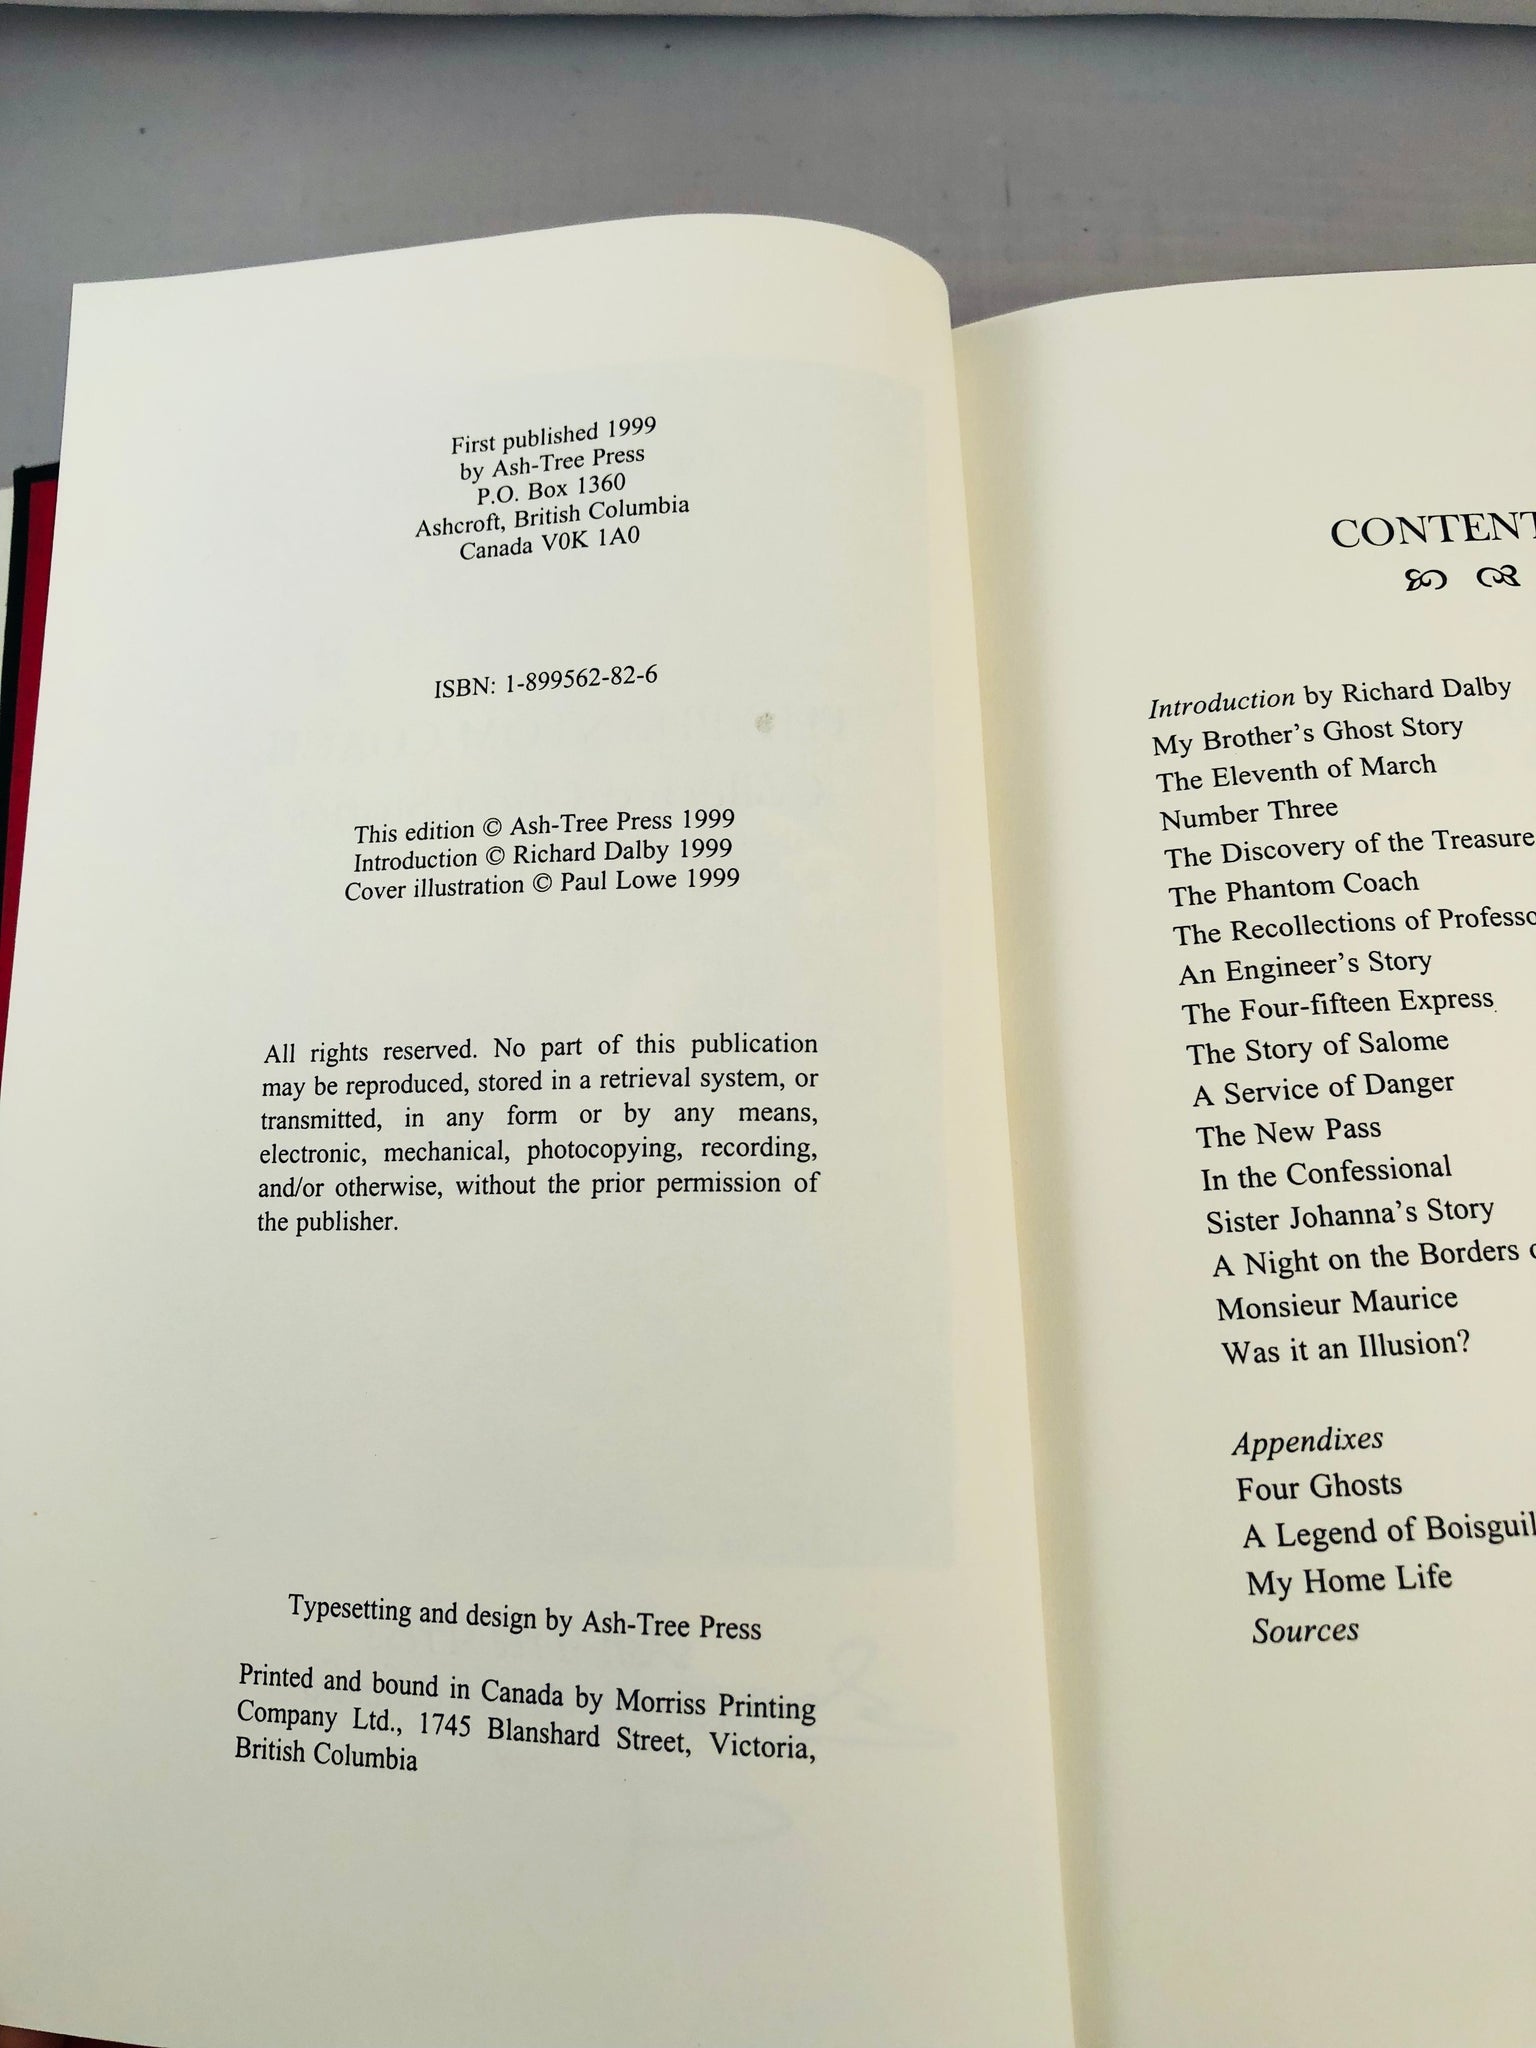 First published 1999
by Ash-Tree Press
P.O. Box 1360
Ashcroft, British Columbia
Canada V0K 1A0
ISBN: 1-899562-82-6
This edition © Ash-Tree Press 1999
Introduction © Richard Dalby 1999
Cover illustration © Paul Lowe 1999
All rights reserved. No part of this publication
may be reproduced, stored in a retrieval system, or
transmitted, in any form or by any means,
electronic, mechanical, photocopying, recording,
and/or otherwise, without the prior permission of
the publisher.
Typesetting and design by Ash-Tree Press
Printed and bound in Canada by Morriss Printing
Company Ltd., 1745 Blanshard Street, Victoria,
British Columbia
CONTENT
Introduction by Richard Dalby
My Brother's Ghost Story
The Eleventh of March
Number Three
The Discovery of the Treasure
The Phantom Coach
The Recollections of Professo
An Engineer's Story
The Four-fifteen Express
The Story of Salome
A Service of Danger
The New Pass
In the Confessional
Sister Johanna's Story
A Night on the Borders o
Monsieur Maurice
Was it an Illusion?
Appendixes
Four Ghosts
A Legend of Boisguil
My Home Life
Sources